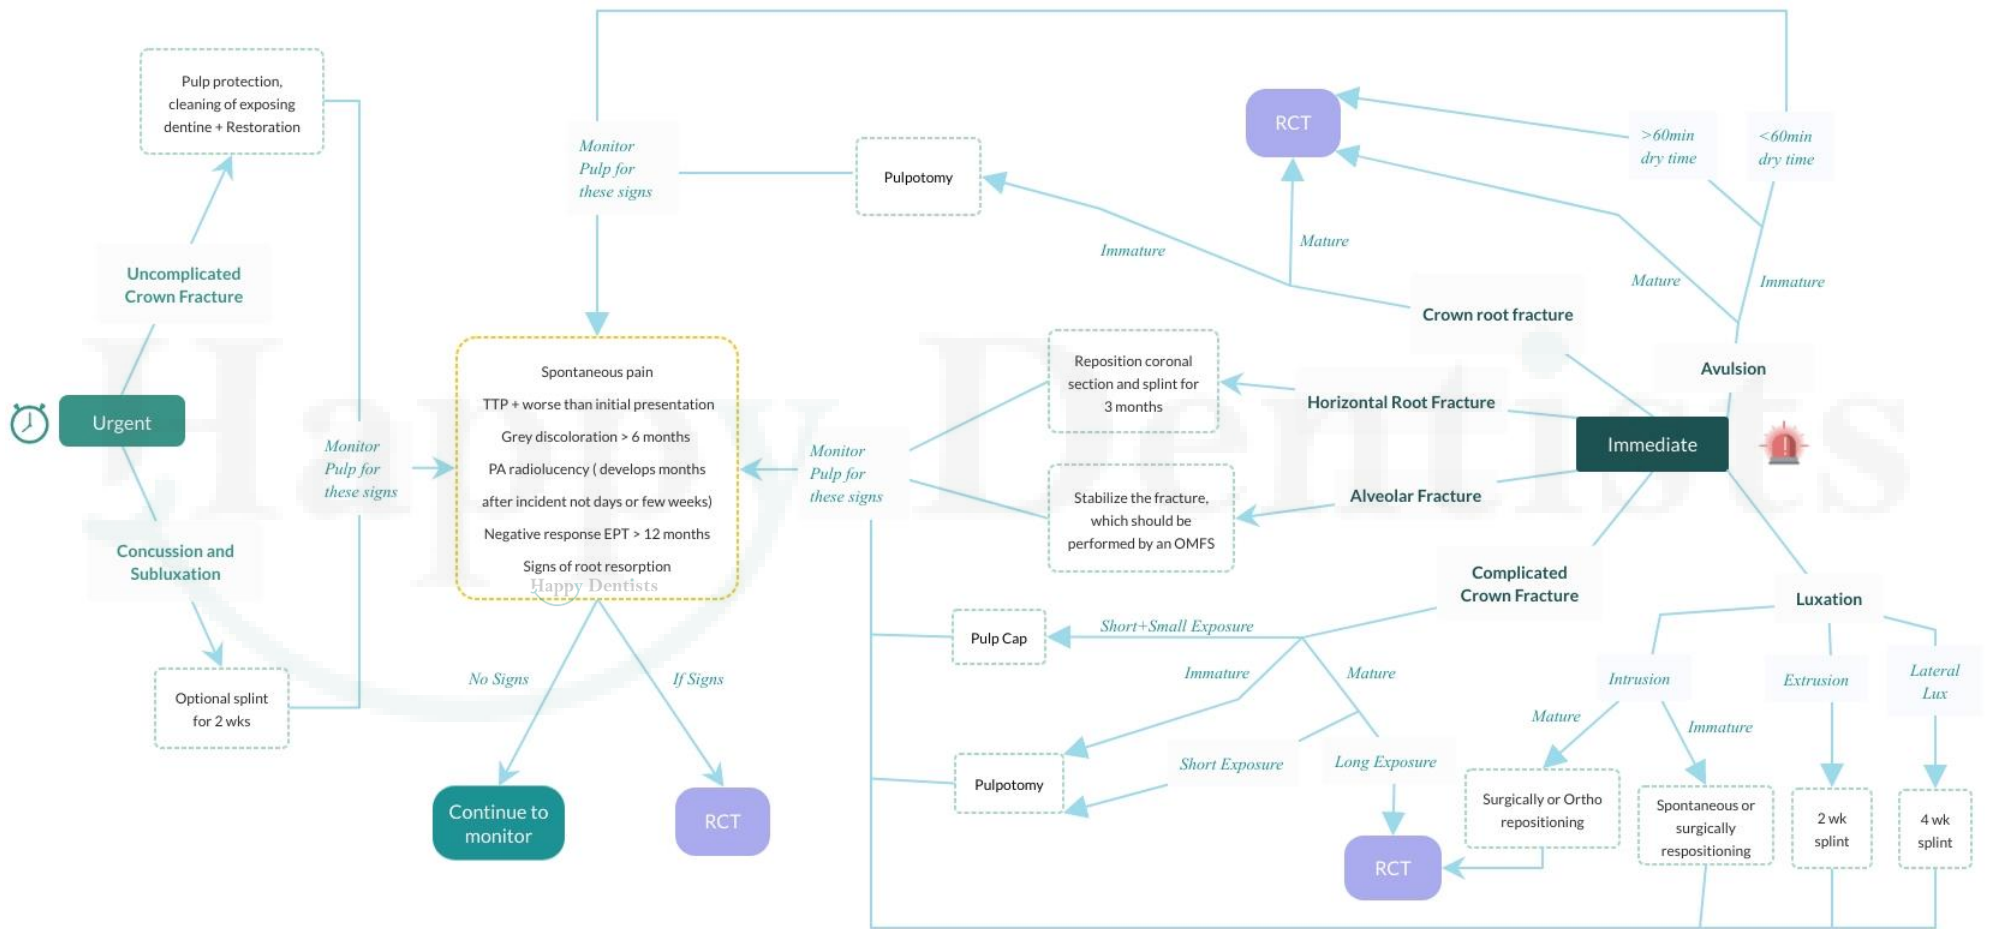 Pulp protection,
cleaning of exposing
dentine + Restoration
Uncomplicated
Crown Fracture
Urgent
Concussion and
Subluxation
Optional splint
for 2 wks
Monitor
Pulp for
these signs
Monitor
Pulp for
these signs
Spontaneous pain
TTP + worse than initial presentation
Grey discoloration > 6 months
PA radiolucency ( develops months
after incident not days or few weeks)
Negative response EPT > 12 months
Signs of root resorption
Happy Dentists
No Signs
If Signs
Continue to
monitor
RCT
Pulpotomy
Immature
Mature
RCT
>60min
dry time
<60min
dry time
Mature
Immature
Crown root fracture
Avulsion
Reposition coronal
section and splint for
3 months
Horizontal Root Fracture
Immediate
Monitor
Pulp for
these signs
Stabilize the fracture,
which should be
performed by an OMFS
Alveolar Fracture
Complicated
Crown Fracture
Luxation
Pulp Cap
Short+Small Exposure
Immature
Mature
Pulpotomy
Short Exposure
Long Exposure
RCT
Intrusion
Extrusion
Lateral
Lux
Mature
Immature
Surgically or Ortho
repositioning
Spontaneous or
surgically
respositioning
2 wk
splint
4 wk
splint
Happy Dentists